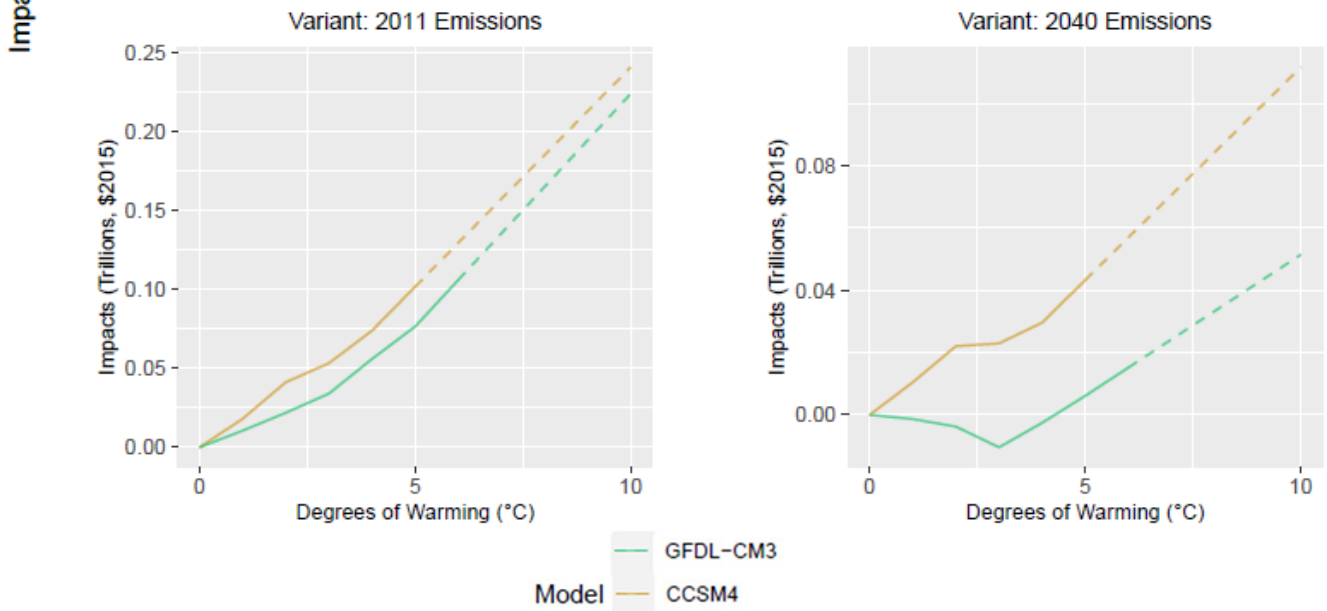 Impa
Variant: 2011 Emissions
Variant: 2040 Emissions
Impacts (Trillions, $2015)
0.25
0.20
0.15
0.10
0.05
0.00
0
5
10
Degrees of Warming (°C)
Impacts (Trillions, $2015)
0.08
0.04
0.00
0
5
10
Degrees of Warming (°C)
Model
GFDL−CM3
CCSM4